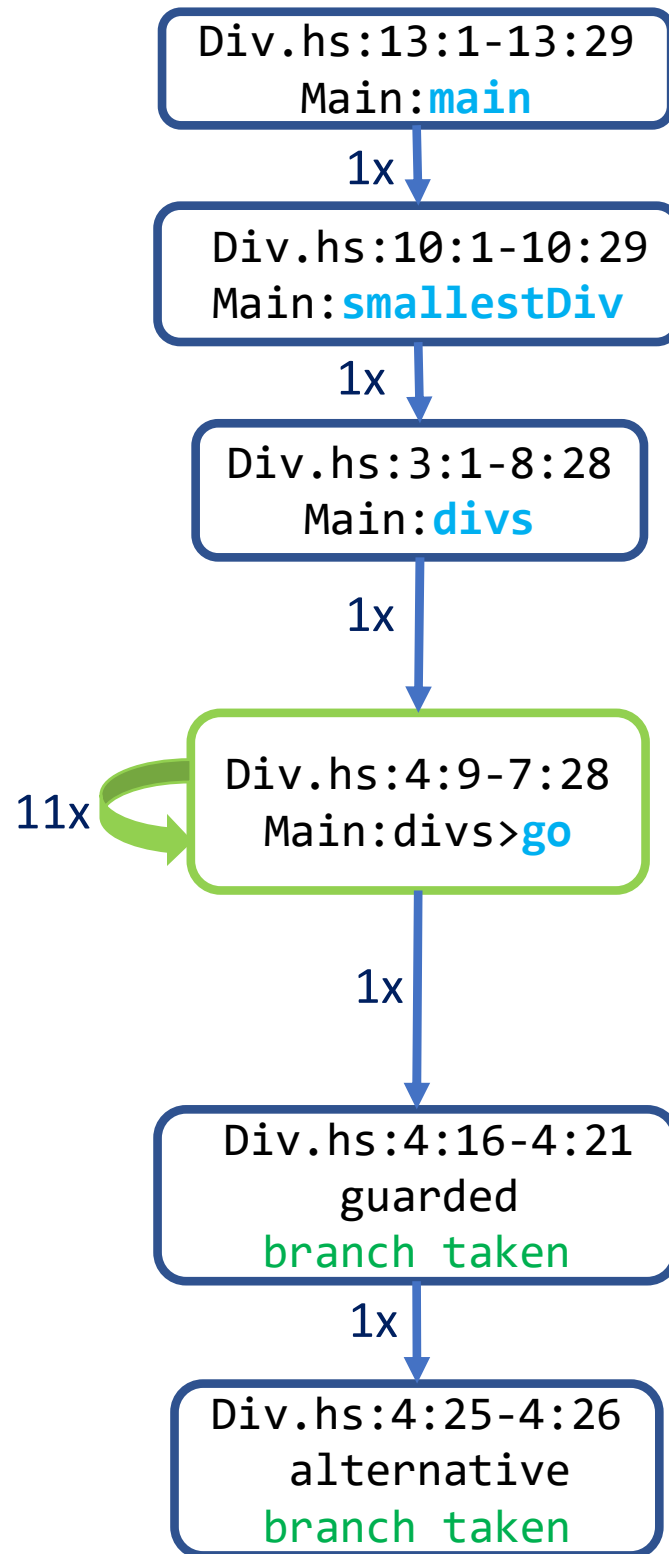 Div.hs:13:1-13:29
Main:main
1x
Div.hs:10:1-10:29
Main:smallestDiv
1x
Div.hs:3:1-8:28
Main:divs
1x
Div.hs:4:9-7:28
Main:divs>go
11x
1x
Div.hs:4:16-4:21
guarded
branch taken
1x
Div.hs:4:25-4:26
alternative
branch taken